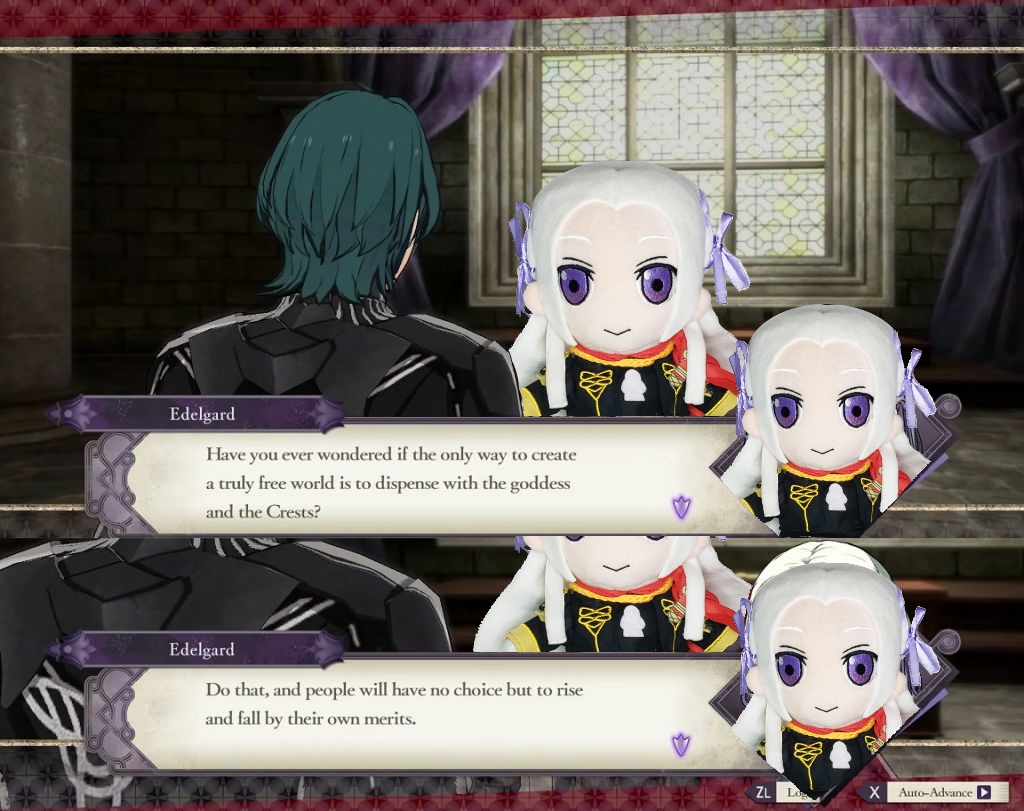 Edelgard
Have you ever wondered if the only way to create
a truly free world is to dispense with the goddess
and the Crests?
Edelgard
Do that, and people will have no choice but to rise
and fall by their own merits.
ZL Log X Auto-Advance